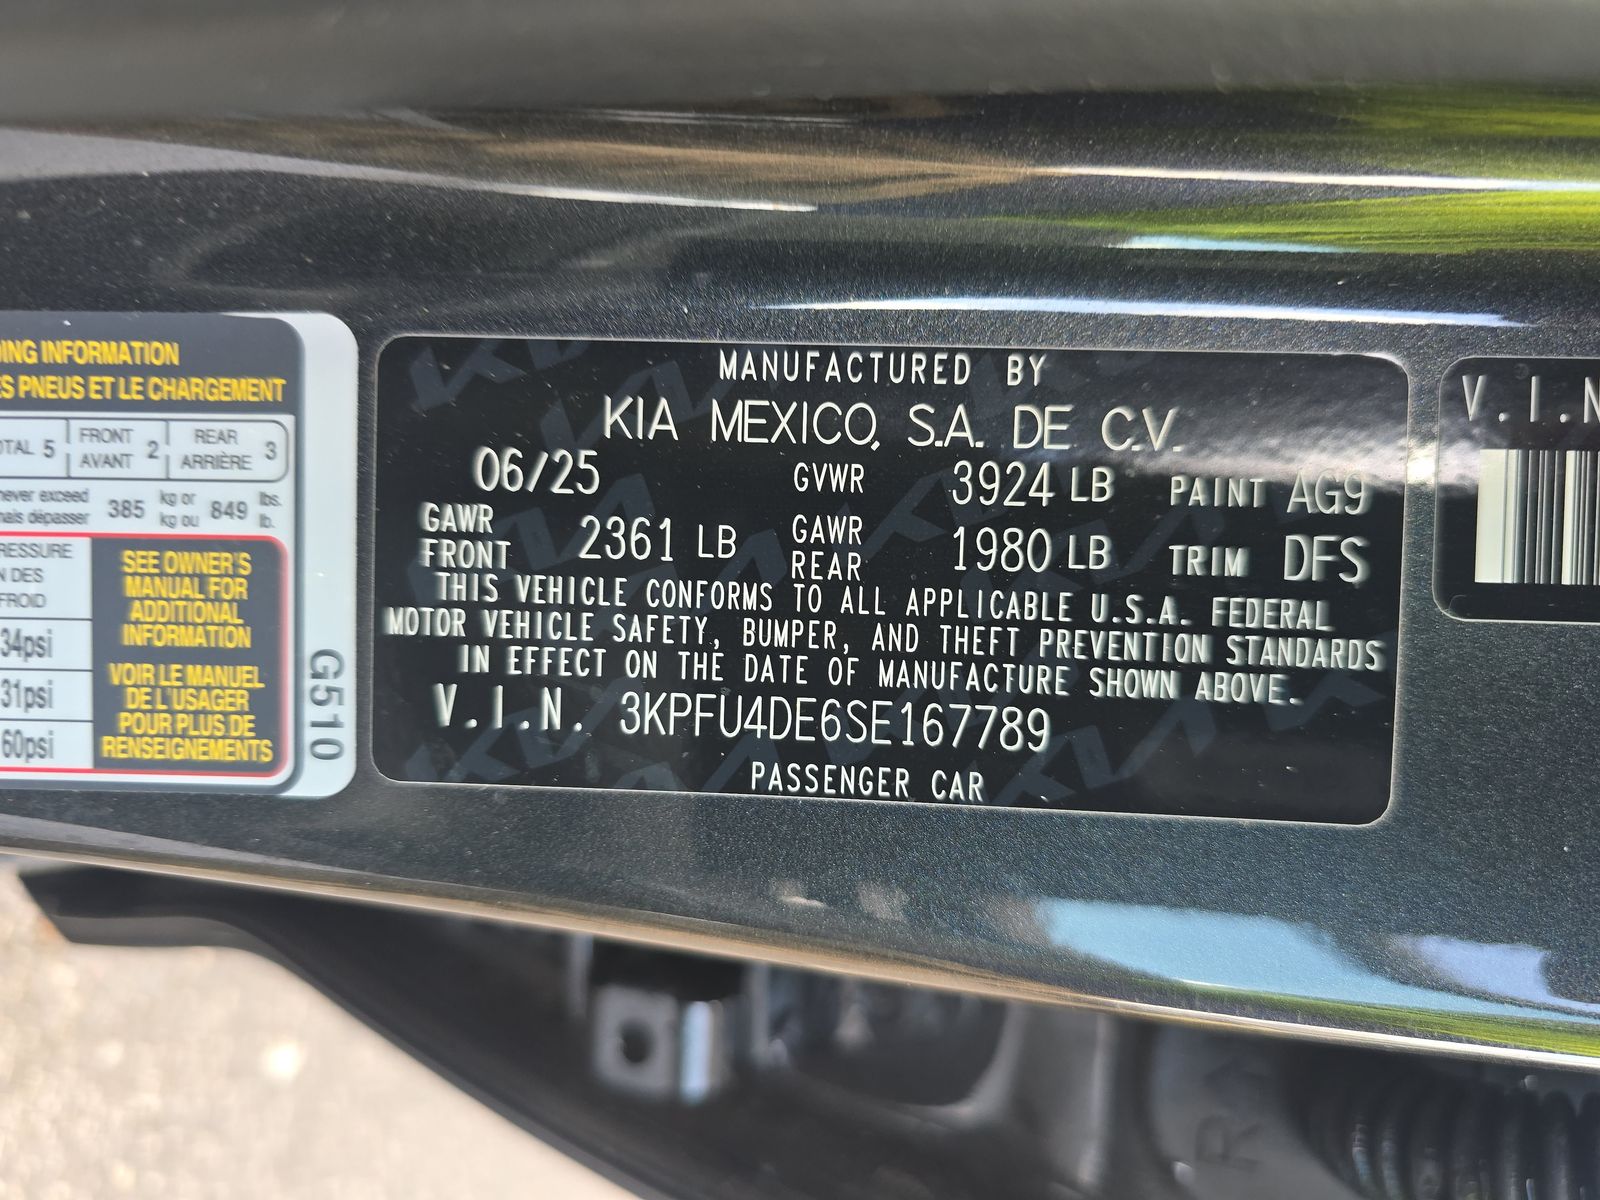 ING INFORMATION
ES PNEUS ET LE CHARGEMENT
OTAL 5 FRONT AVANT 2 REAR ARRIÈRE 3
never exceed
mais dépasser 385 kg or kg ou 849 lbs. lb.
PRESSURE
N DES
FROID
34psi
31psi
60psi
SEE OWNER'S
MANUAL FOR
ADDITIONAL
INFORMATION
VOIR LE MANUEL
DE L'USAGER
POUR PLUS DE
RENSEIGNEMENTS
G510
MANUFACTURED BY
KIA MEXICO, S.A. DE C.V.
06/25 GVWR 3924 LB PAINT AG9
GAWR FRONT 2361 LB GAWR REAR 1980 LB TRIM DFS
THIS VEHICLE CONFORMS TO ALL APPLICABLE U.S.A. FEDERAL
MOTOR VEHICLE SAFETY, BUMPER, AND THEFT PREVENTION STANDARDS
IN EFFECT ON THE DATE OF MANUFACTURE SHOWN ABOVE.
V.I.N. 3KPFU4DE6SE167789
PASSENGER CAR
V.I.N